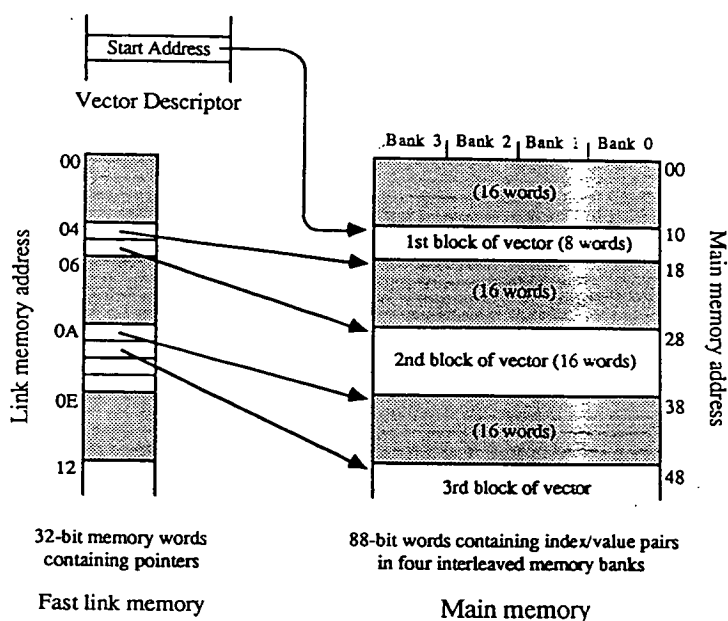 Start Address
Vector Descriptor
Bank 3 Bank 2 Bank 1 Bank 0
00
04
06
0A
0E
12
Link memory address
(16 words)
1st block of vector (8 words)
(16 words)
2nd block of vector (16 words)
(16 words)
3rd block of vector
00
10
18
28
38
48
Main memory address
32-bit memory words
containing pointers
Fast link memory
88-bit words containing index/value pairs
in four interleaved memory banks
Main memory